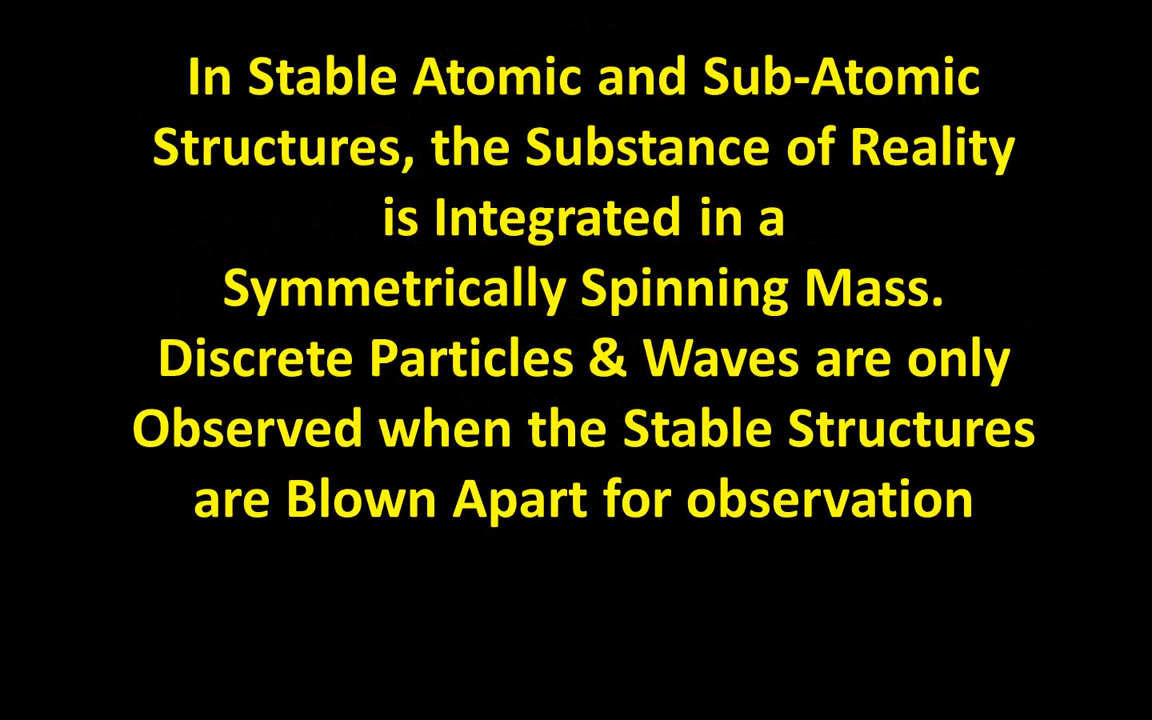 In Stable Atomic and Sub-Atomic
Structures, the Substance of Reality
is Integrated in a
Symmetrically Spinning Mass.
Discrete Particles & Waves are only
Observed when the Stable Structures
are Blown Apart for observation